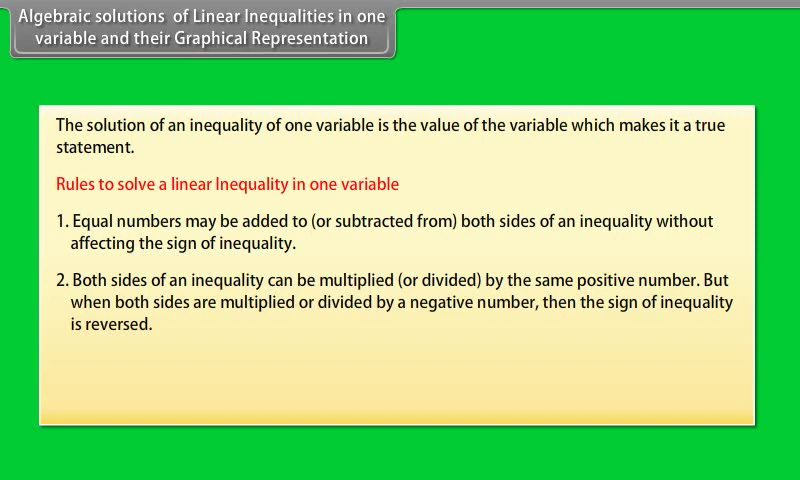 Algebraic solutions of Linear Inequalities in one
variable and their Graphical Representation
The solution of an inequality of one variable is the value of the variable which makes it a true
statement.
Rules to solve a linear Inequality in one variable
1. Equal numbers may be added to (or subtracted from) both sides of an inequality without
affecting the sign of inequality.
2. Both sides of an inequality can be multiplied (or divided) by the same positive number. But
when both sides are multiplied or divided by a negative number, then the sign of inequality
is reversed.